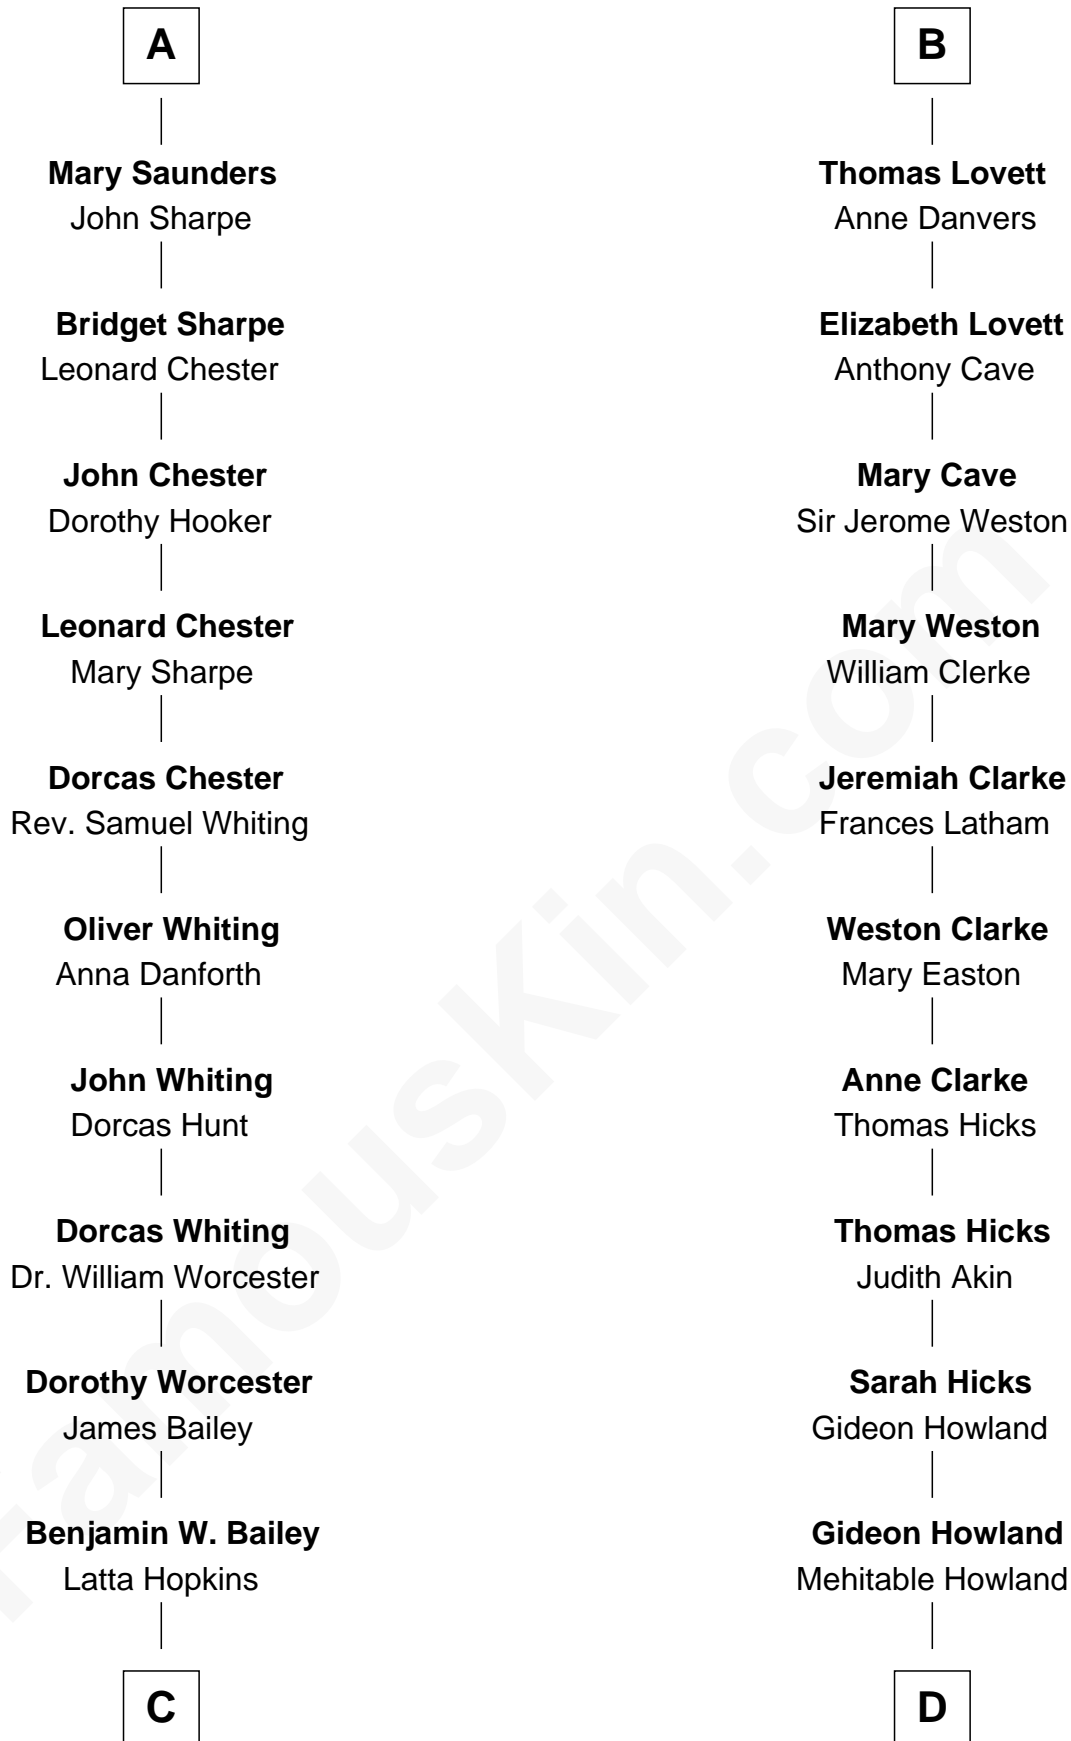 A
Mary Saunders
John Sharpe
Bridget Sharpe
Leonard Chester
John Chester
Dorothy Hooker
Leonard Chester
Mary Sharpe
Dorcas Chester
Rev. Samuel Whiting
Oliver Whiting
Anna Danforth
John Whiting
Dorcas Hunt
Dorcas Whiting
Dr. William Worcester
Dorothy Worcester
James Bailey
Benjamin W. Bailey
Latta Hopkins
C
B
Thomas Lovett
Anne Danvers
Elizabeth Lovett
Anthony Cave
Mary Cave
Sir Jerome Weston
Mary Weston
William Clerke
Jeremiah Clarke
Frances Latham
Weston Clarke
Mary Easton
Anne Clarke
Thomas Hicks
Thomas Hicks
Judith Akin
Sarah Hicks
Gideon Howland
Gideon Howland
Mehitable Howland
D
FamousKin.com